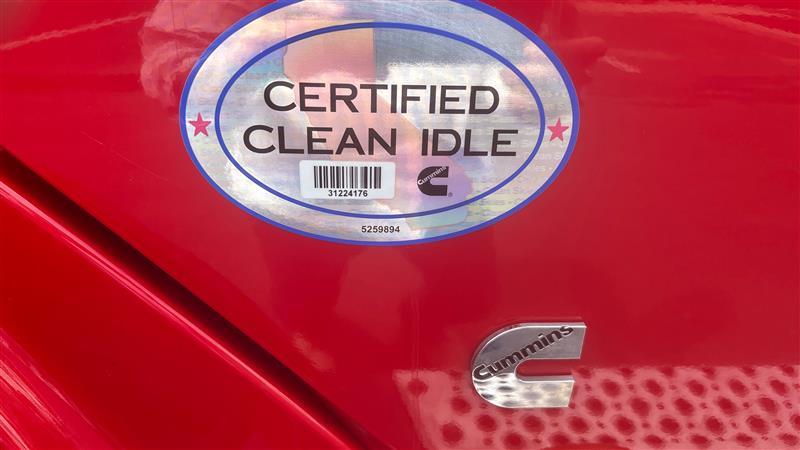 CERTIFIED
CLEAN IDLE
31224176
Cummins
5259894
Cummins